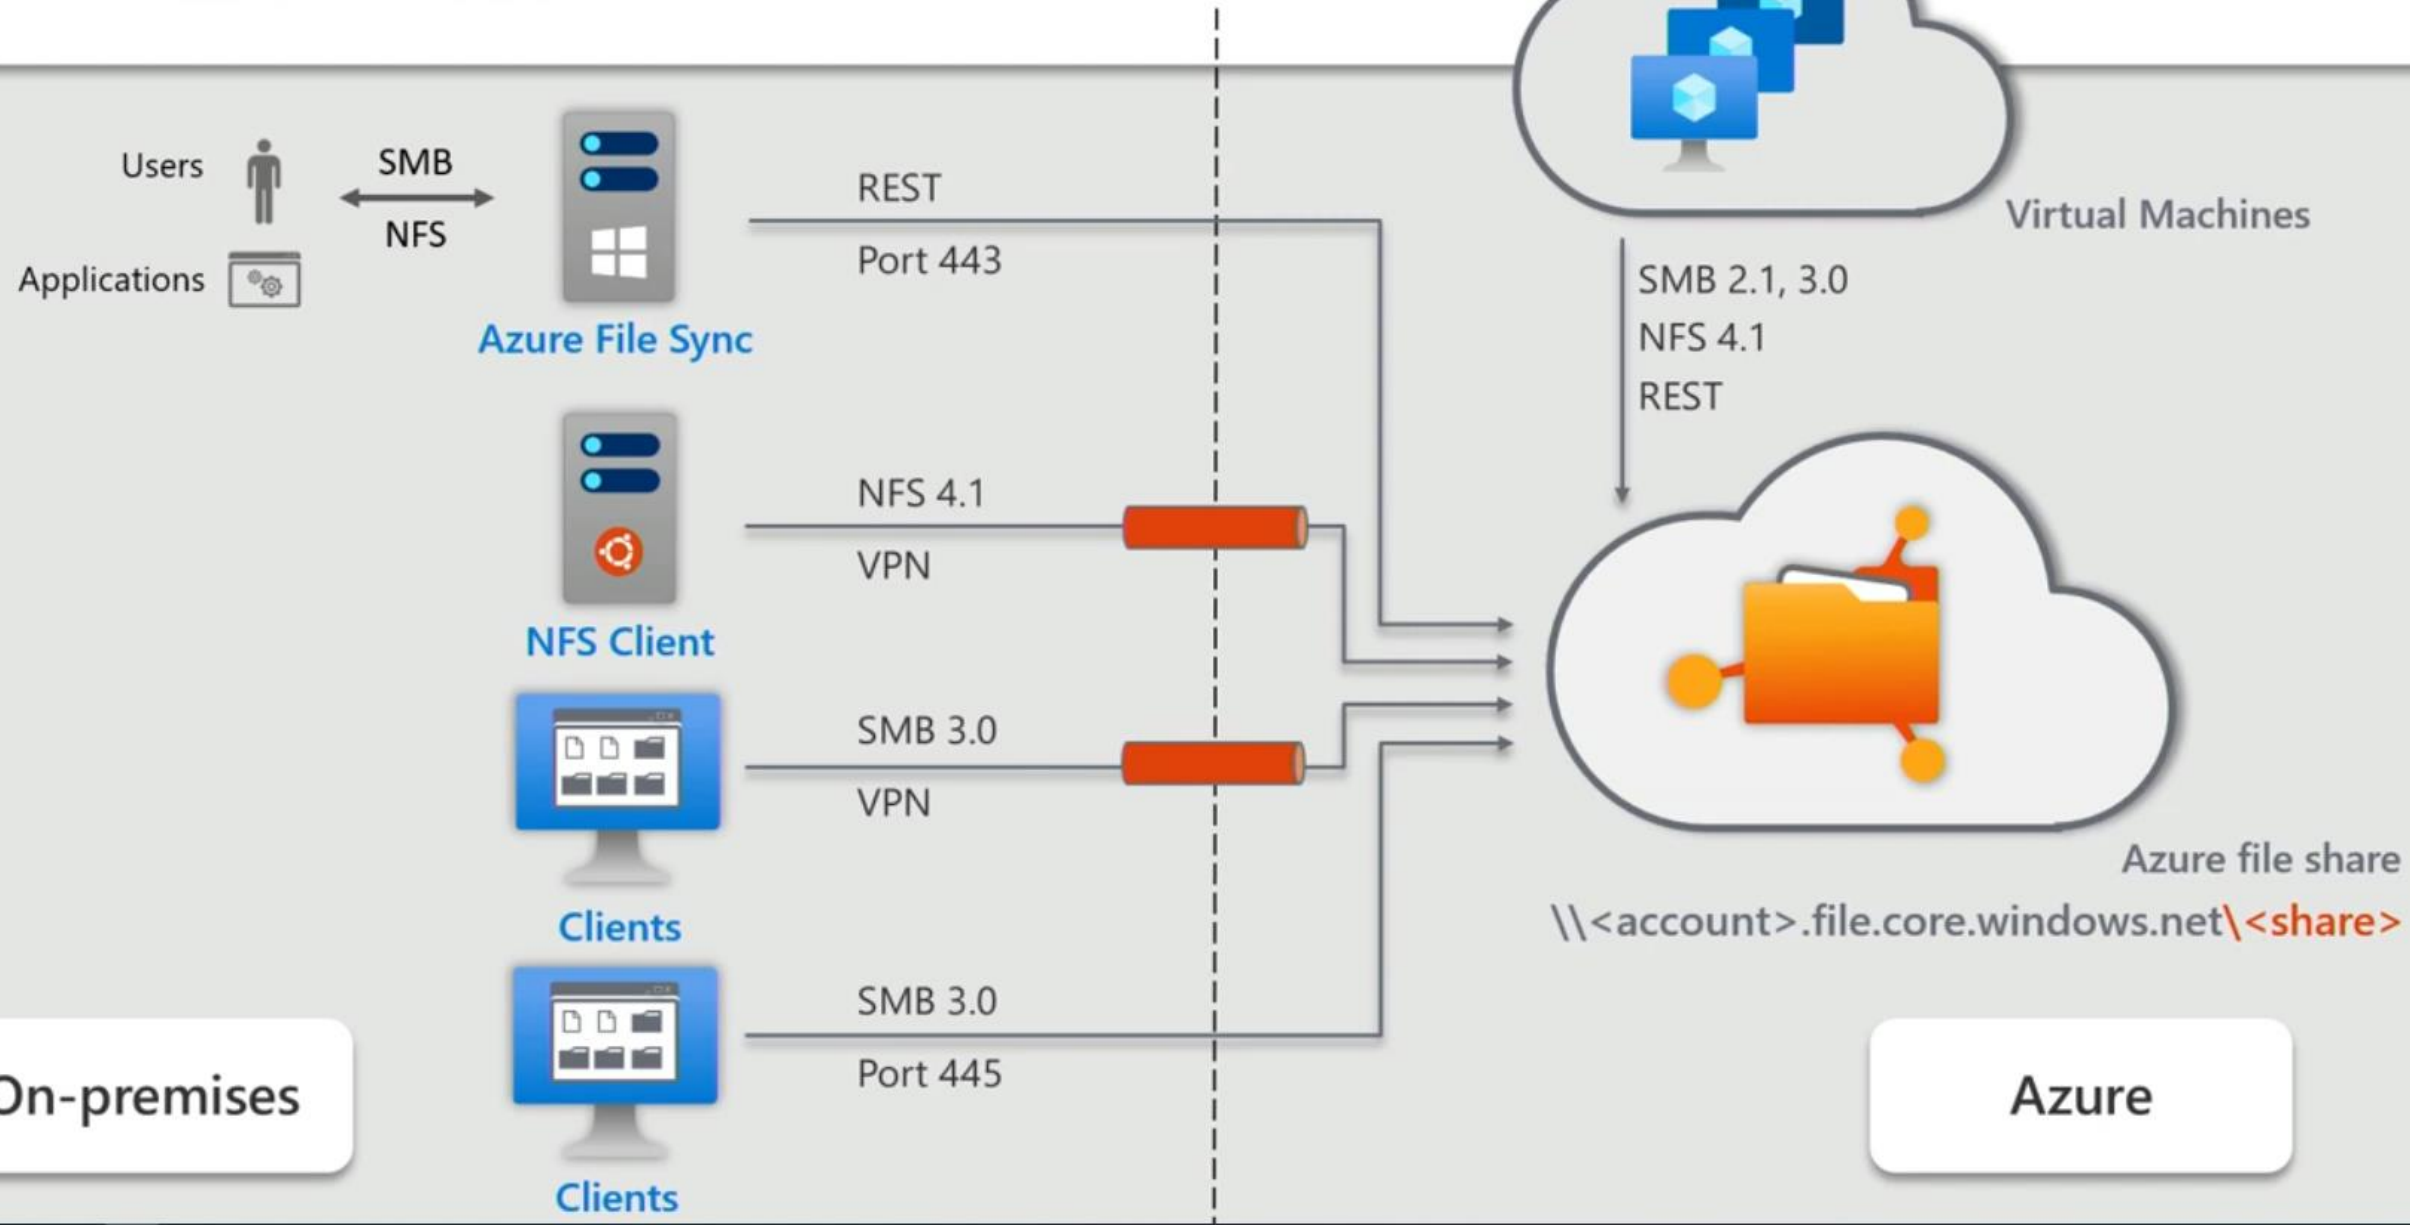 Users
Applications
SMB
NFS
Azure File Sync
REST
Port 443
NFS Client
NFS 4.1
VPN
Clients
SMB 3.0
VPN
Clients
SMB 3.0
Port 445
On-premises
Virtual Machines
SMB 2.1, 3.0
NFS 4.1
REST
Azure file share
\\<account>.file.core.windows.net\<share>
Azure